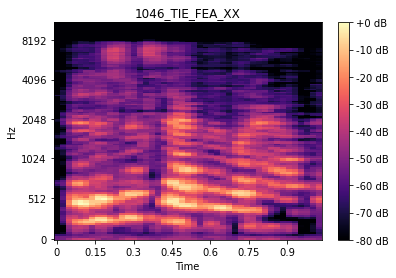 1046_TIE_FEA_XX
+0 dB
8192
-10 dB
4096
-20 dB
-30 dB
2048
-40 dB
Hz
1024
-50 dB
512
-60 dB
-70 dB
0
-80 dB
0 0.15 0.3 0.45 0.6 0.75 0.9
Time